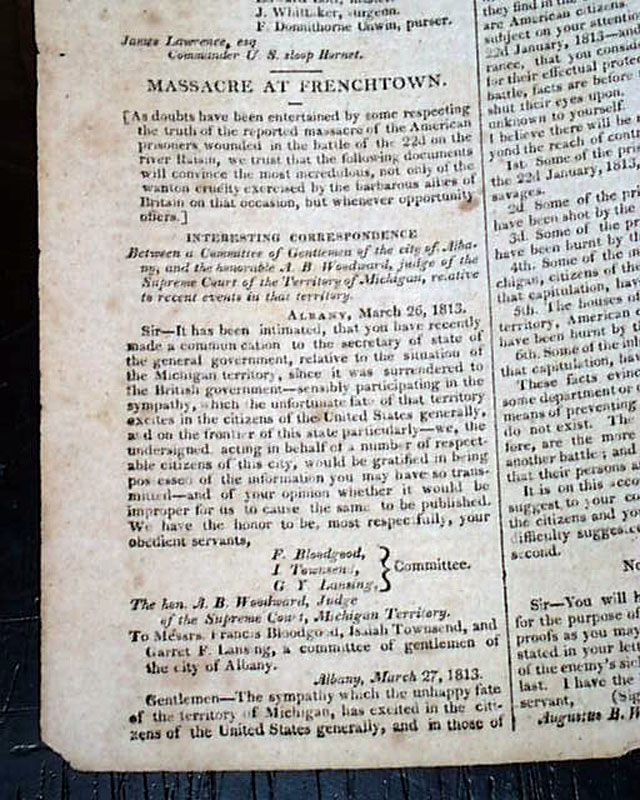 J. Whittaker, surgeon.
F. Donnithorne Unwin, purser.
James Lawrence, esq
Commander U. S. sloop Hornet.
MASSACRE AT FRENCHTOWN.
[As doubts have been entertained by some respecting
the truth of the reported massacre of the American
prisoners wounded in the battle of the 22d on the
river Raisin, we trust that the following documents
will convince the most incredulous, not only of the
wanton cruelty exercised by the barbarous allies of
Britain on that occasion, but whenever opportunity
offers.]
INTERESTING CORRESPONDENCE
Between a Committee of Gentlemen of the city of Alba-
ny, and the honorable A. B Woodward, judge of the
Supreme Court of the Territory of Michigan, relative
to recent events in that territory.
ALBANY, March 26, 1813.
Sir—It has been intimated, that you have recently
made a commun cation to the secretary of state of
the general government, relative to the situation of
the Michigan territory, since it was surrendered to
the British government—sensibly participating in the
sympathy, which the unfortunate fate of that territory
excites in the citizens of the United States generally,
and on the frontier of this state particularly—we, the
undersigned, acting in behalf of a number of respect-
able citizens of this city, would be gratified in being
pos essed of the information you may have so trans-
mitted—and of your opinion whether it would be
improper for us to cause the same to be published.
We have the honor to be, most respectfully, your
obedient servants,
F. Bloodgood,
I Townsend,
G Y Lansing,
Committee.
The hon. A. B. Woodward, Judge
of the Supreme Court, Michigan Territory.
To Messrs. Francis Bloodgood, Isaiah Townsend, and
Garret F. Lansing, a committee of gentlemen of
the city of Albany.
Albany, March 27, 1813.
Gentlemen—The sympathy which the unhappy fate
of the territory of Michigan, has excited in the citi-
zens of the United States generally, and in those of
they find in
are American citizens
subject on your attenti
22d January, 1813—and
rance, that you consi
for their effectual prote
battle, facts are before
shut their eyes upon.
unknown to yourself.
I believe there will be
yond the reach of cont
1st. Some of the pris
the 22d January, 1813,
savages.
2d Some of the pri
have been shot by the
3d. Some of the
have been burnt by t
4th. Some of the in
chigan, citizens of the
that capitulation, hav
5th. The houses o
territory, American
have been burnt by
6th. Some of the inh
that capitulation, ha
These facts evinc
some department or
means of preventing
do not exist. The
fore, are the more
another battle; and
that their persons a
It is on this acco
suggest to your co
the citizens and yo
difficulty sugges
second.
No
Sir—You will h
for the purpose of
proofs as you may
stated in your lett
of the enemy's sid
last. I have the
servant, (Sig
Augustus B. W